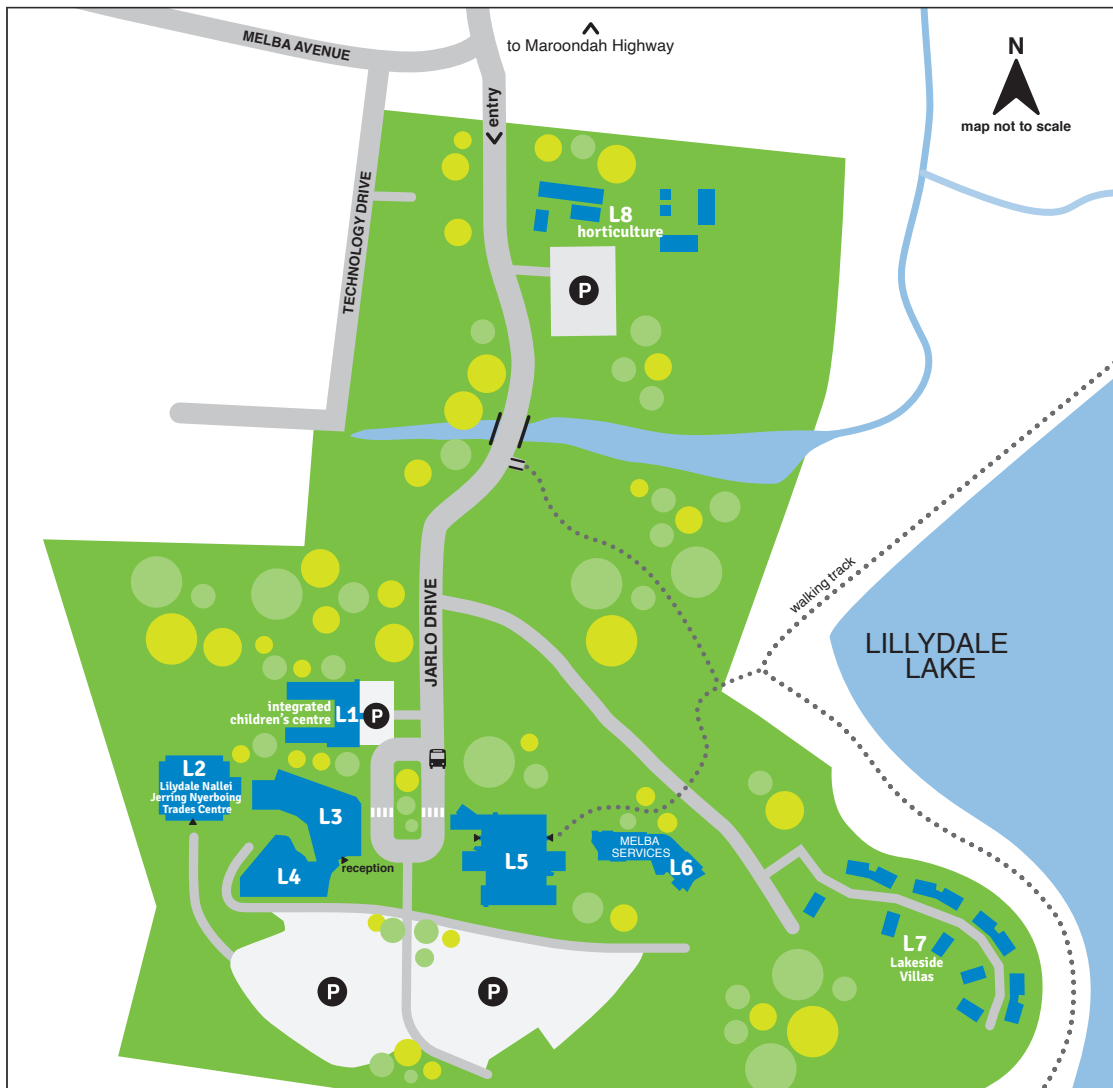 MELBA AVENUE
to Maroondah Highway
N
map not to scale
entry
TECHNOLOGY DRIVE
L8
horticulture
P
walking track
JARLO DRIVE
LILLYDALE
LAKE
integrated
children's centre
L1
P
L2
Lilydale Nallei
Jerring Nyerboing
Trades Centre
L3
reception
L4
L5
MELBA
SERVICES
L6
L7
Lakeside
Villas
P
P